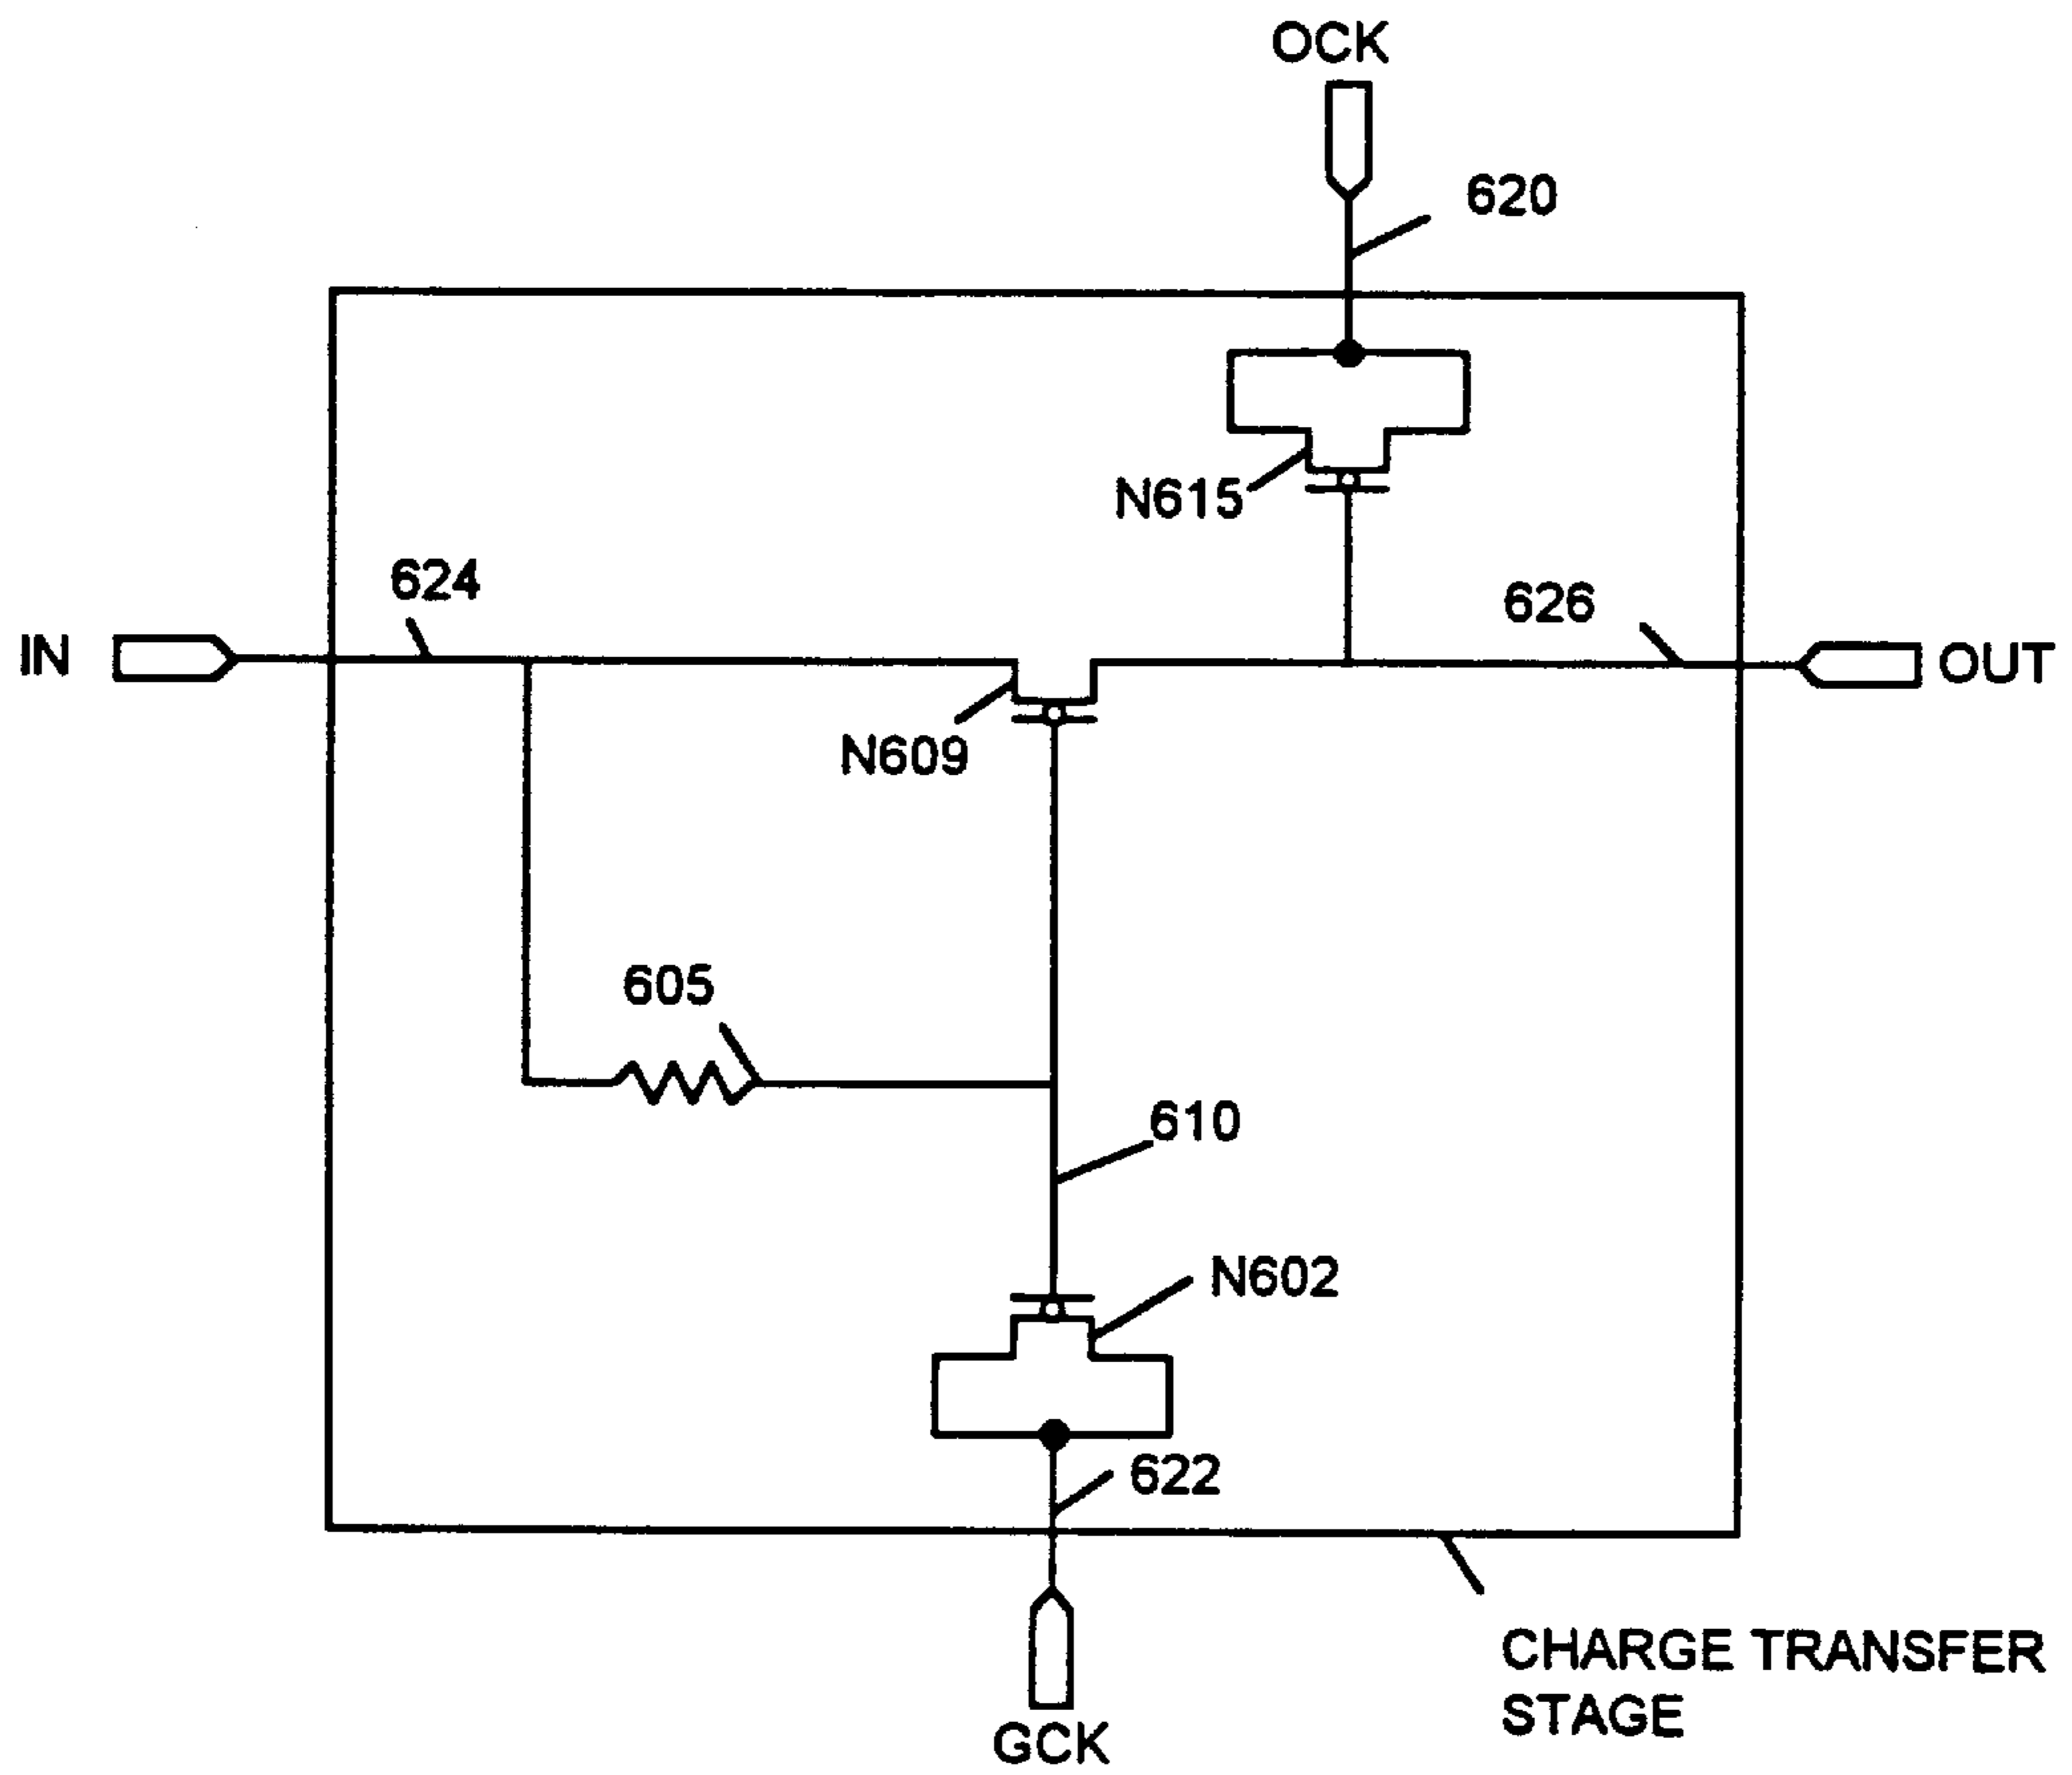 OCK
620
N615
624
626
IN
OUT
N609
605
610
N602
622
CHARGE TRANSFER
STAGE
GCK